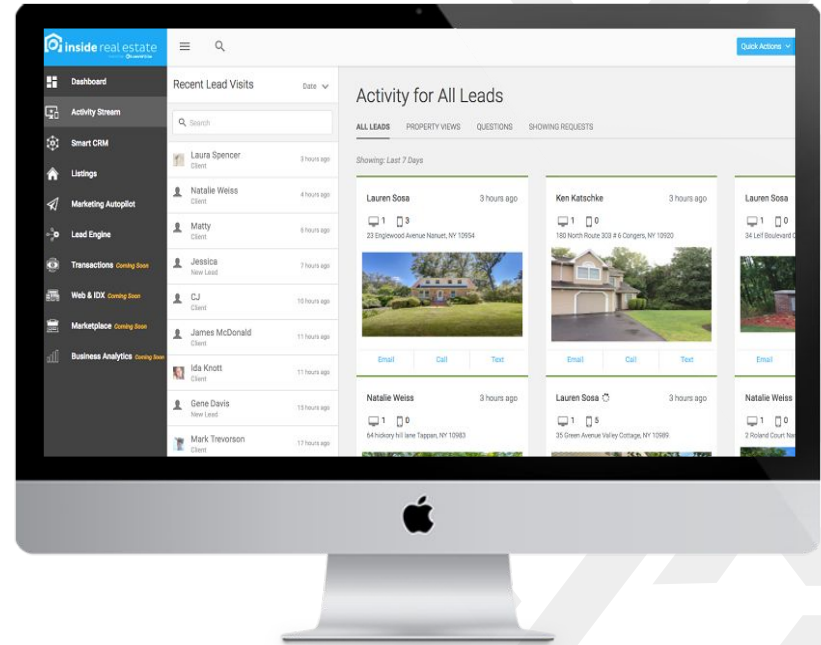 inside real estate
Quick Actions
Dashboard
Activity Stream
Smart CRM
Listings
Marketing Autopilot
Lead Engine
Transactions Coming Soon
Web & IDX Coming Soon
Marketplace Coming Soon
Business Analytics Coming Soon
Recent Lead Visits
Date
Search
Laura Spencer
3 hours ago
Client
Natalie Weiss
4 hours ago
Client
Matty
6 hours ago
Client
Jessica
7 hours ago
New Lead
CJ
10 hours ago
Client
James McDonald
11 hours ago
Client
Ida Knott
11 hours ago
Client
Gene Davis
15 hours ago
New Lead
Mark Trevorson
17 hours ago
Client
Activity for All Leads
ALL LEADS PROPERTY VIEWS QUESTIONS SHOWING REQUESTS
Showing: Last 7 Days
Lauren Sosa 3 hours ago
1 3
23 Englewood Avenue Nanuet, NY 10954
Email Call Text
Ken Katschke 3 hours ago
1 0
180 North Route 303 # 6 Congers, NY 10920
Email Call Text
Lauren Sosa
1 0
34 Leif Boulevard
Email
Natalie Weiss 3 hours ago
1 0
64 hickory hill lane Tappan, NY 10983
Lauren Sosa 3 hours ago
1 5
35 Green Avenue Valley Cottage, NY 10989
Natalie Weiss
1 0
2 Roland Court